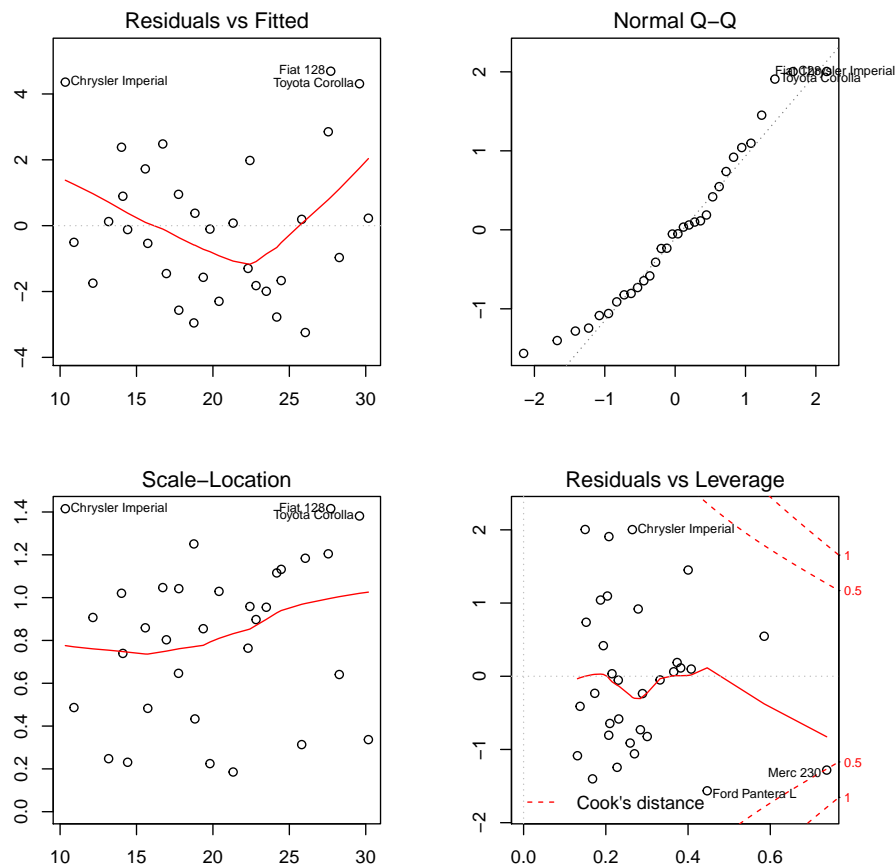 Residuals vs Fitted
Chrysler Imperial
Fiat 128
Toyota Corolla
−4
−2
0
2
4
10
15
20
25
30
Normal Q−Q
Fiat 128
Chrysler Imperial
Toyota Corolla
−1
0
1
2
−2
−1
0
1
2
Scale−Location
Chrysler Imperial
Fiat 128
Toyota Corolla
0.0
0.2
0.4
0.6
0.8
1.0
1.2
1.4
10
15
20
25
30
Residuals vs Leverage
Chrysler Imperial
Merc 230
Ford Pantera L
Cook's distance
−2
−1
0
1
2
0.0
0.2
0.4
0.6
1
0.5
0.5
1